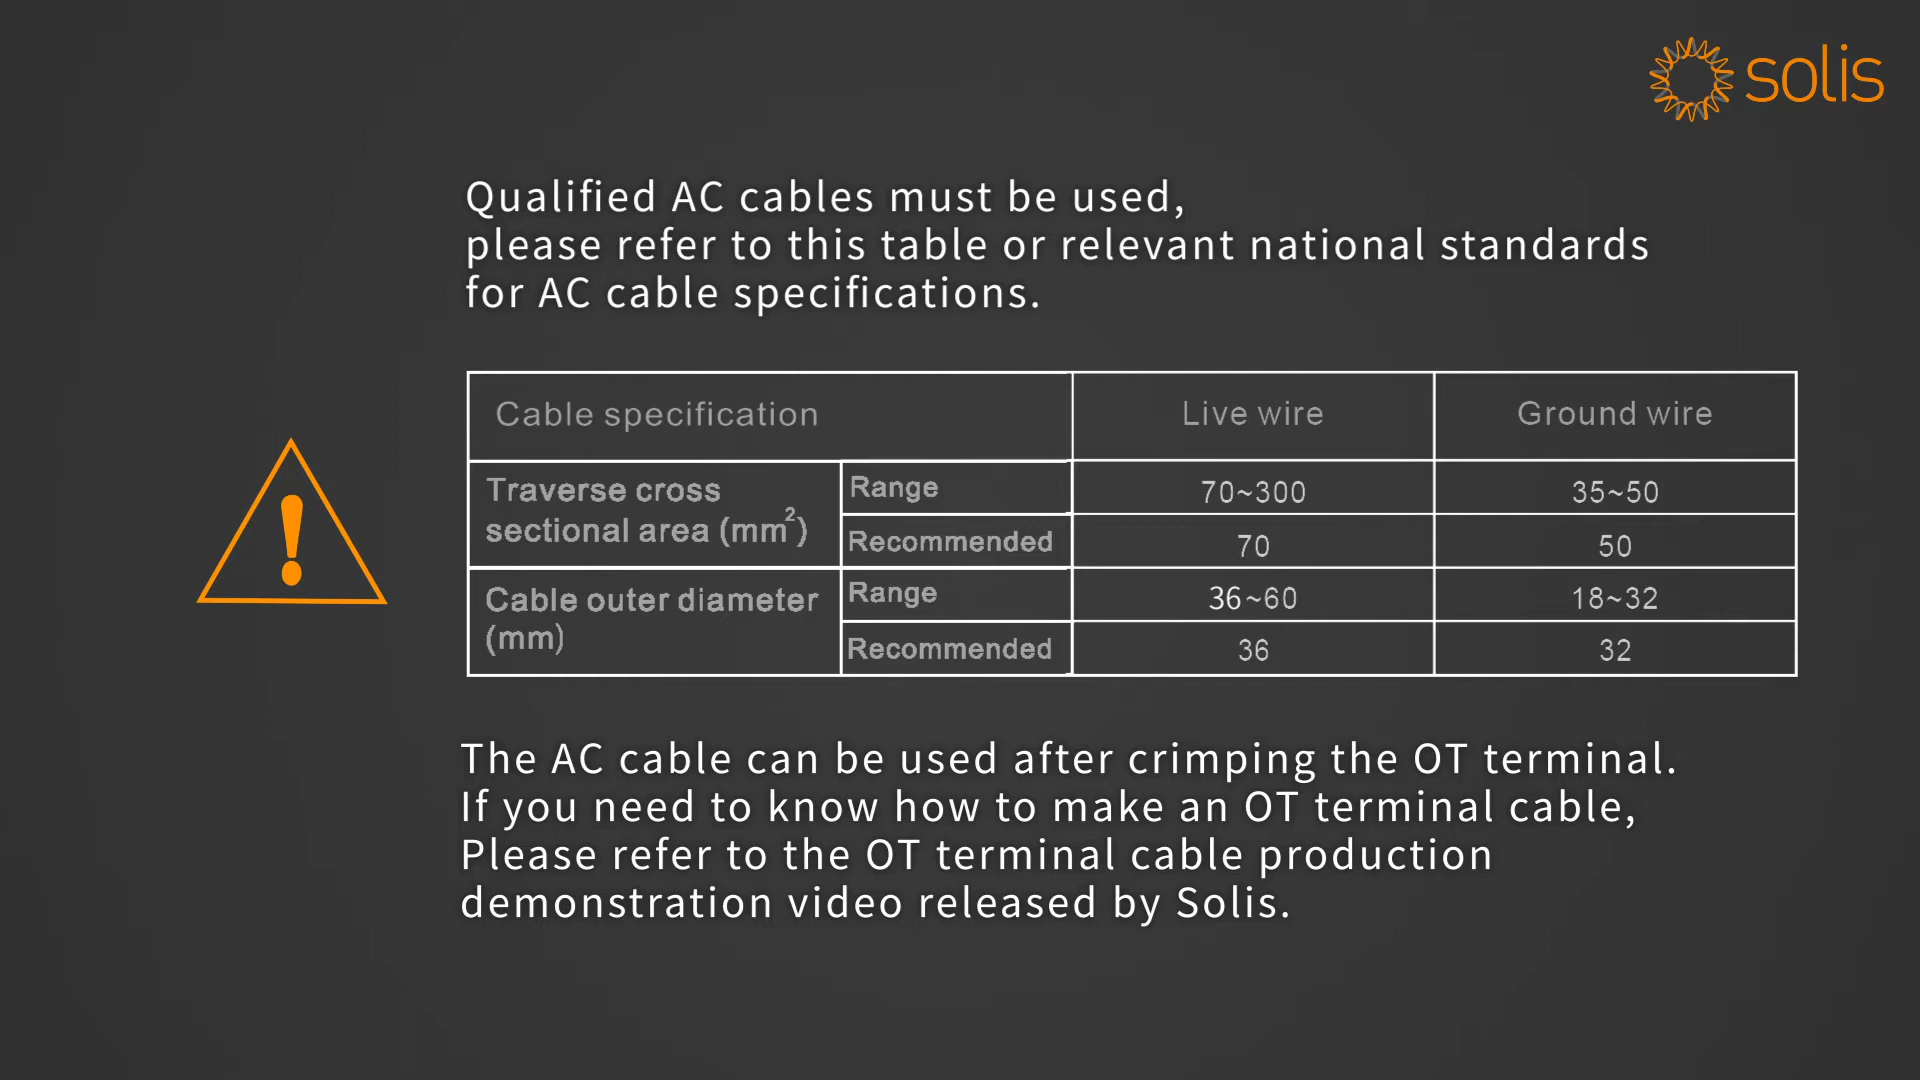 solis
Qualified AC cables must be used,
please refer to this table or relevant national standards
for AC cable specifications.
Cable specification Live wire Ground wire
Traverse cross
sectional area (mm²)
Range 70~300 35~50
Recommended 70 50
Cable outer diameter
(mm)
Range 36~60 18~32
Recommended 36 32
The AC cable can be used after crimping the OT terminal.
If you need to know how to make an OT terminal cable,
Please refer to the OT terminal cable production
demonstration video released by Solis.